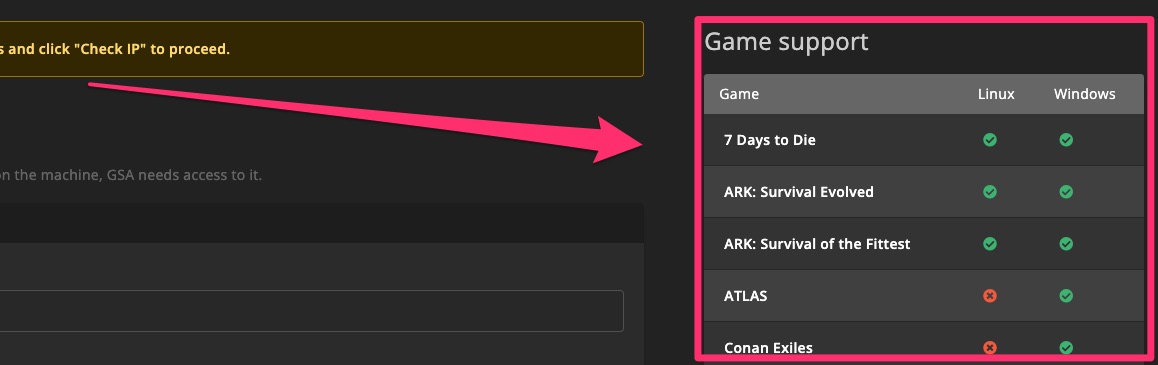 s and click "Check IP" to proceed.
on the machine, GSA needs access to it.
Game support
Game Linux Windows
7 Days to Die
ARK: Survival Evolved
ARK: Survival of the Fittest
ATLAS
Conan Exiles